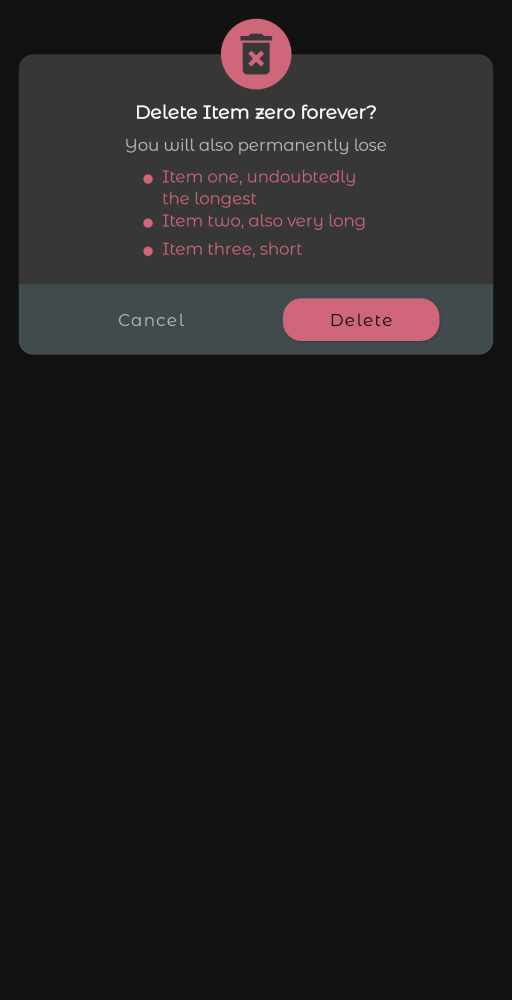 Delete Item zero forever?
You will also permanently lose
Item one, undoubtedly
the longest
Item two, also very long
Item three, short
Cancel
Delete